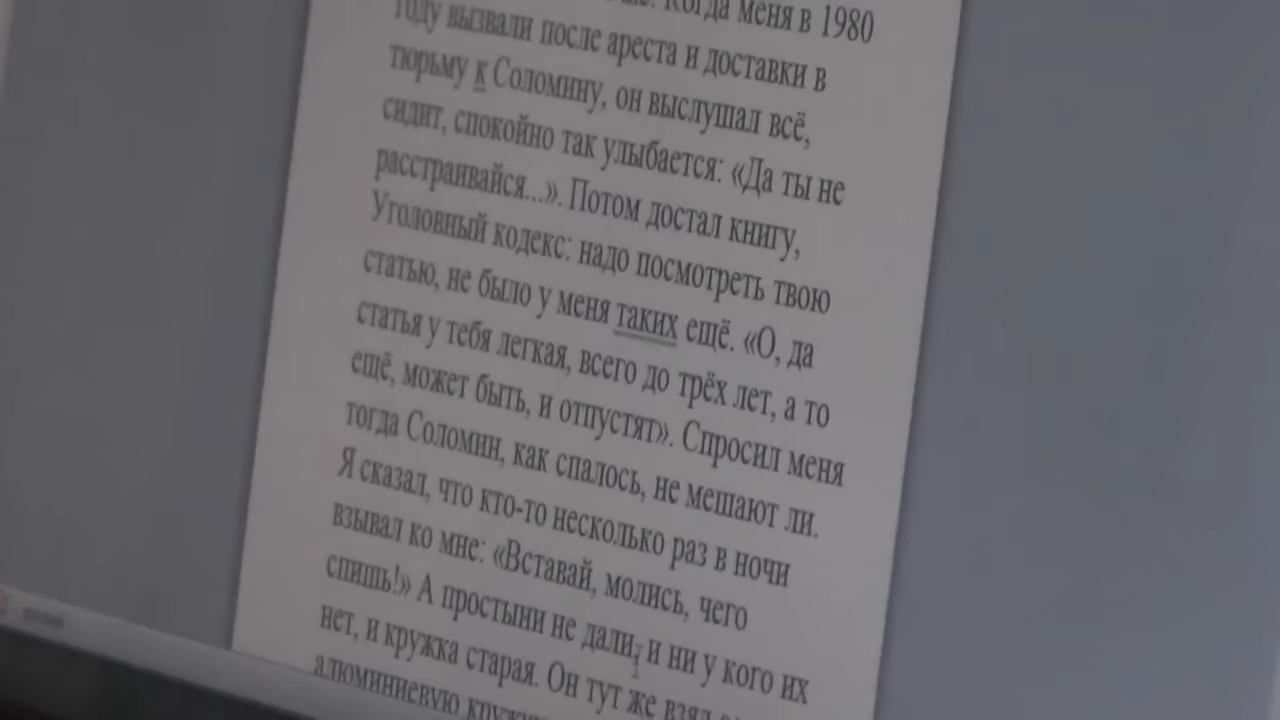 Когда меня в 1980
году вызвали после ареста и доставки в
тюрьму к Соломину, он выслушал всё,
сидит, спокойно так улыбается: «Да ты не
расстраивайся...». Потом достал книгу,
Уголовный кодекс: надо посмотреть твою
статью, не было у меня таких ещё. «О, да
статья у тебя легкая, всего до трёх лет, а то
ещё, может быть, и отпустят». Спросил меня
тогда Соломин, как спалось, не мешают ли.
Я сказал, что кто-то несколько раз в ночи
взывал ко мне: «Вставай, молись, чего
спишь!» А простыни не дали, и ни у кого их
нет, и кружка старая. Он тут же взял
алюминиевую